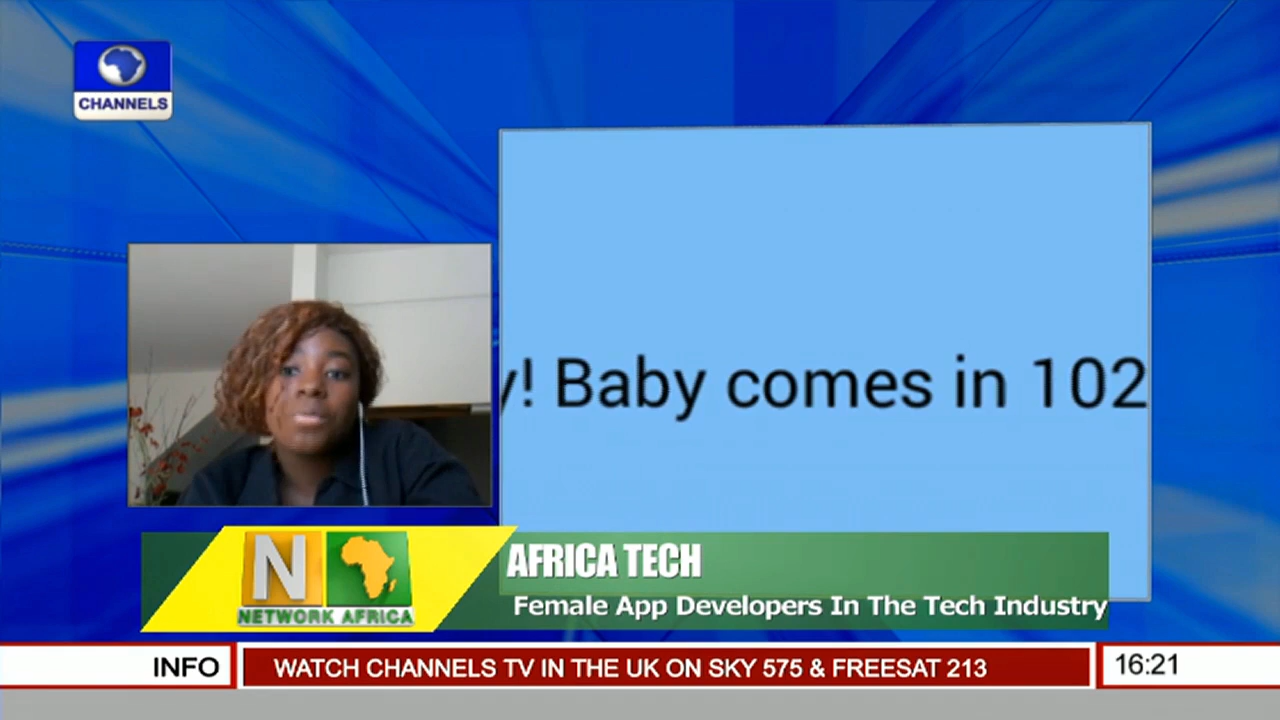 CHANNELS
y! Baby comes in 102
N
NETWORK AFRICA
AFRICA TECH
Female App Developers In The Tech Industry
INFO
WATCH CHANNELS TV IN THE UK ON SKY 575 & FREESAT 213
16:21